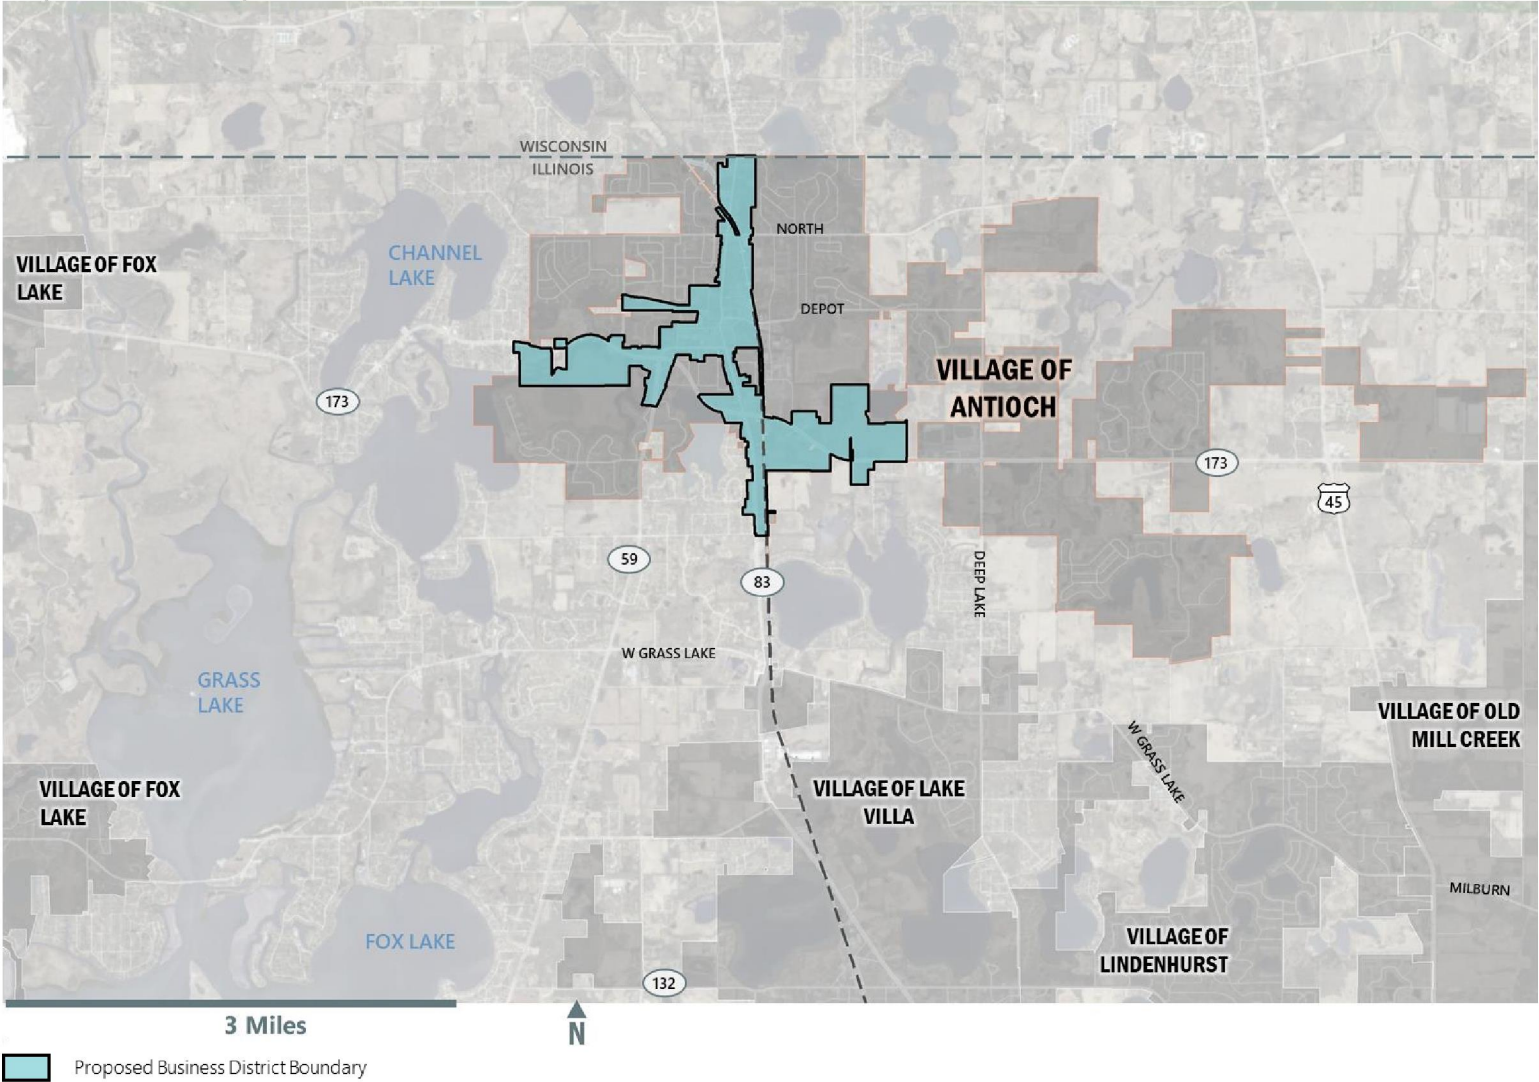 WISCONSIN
ILLINOIS
NORTH
CHANNEL
LAKE
VILLAGE OF FOX
LAKE
DEPOT
VILLAGE OF
ANTIOCH
173
173
45
59
83
DEEP LAKE
W GRASS LAKE
GRASS
LAKE
VILLAGE OF OLD
MILL CREEK
W GRASS LAKE
VILLAGE OF FOX
LAKE
VILLAGE OF LAKE
VILLA
MILBURN
FOX LAKE
VILLAGE OF
LINDENHURST
132
3 Miles
N
Proposed Business District Boundary